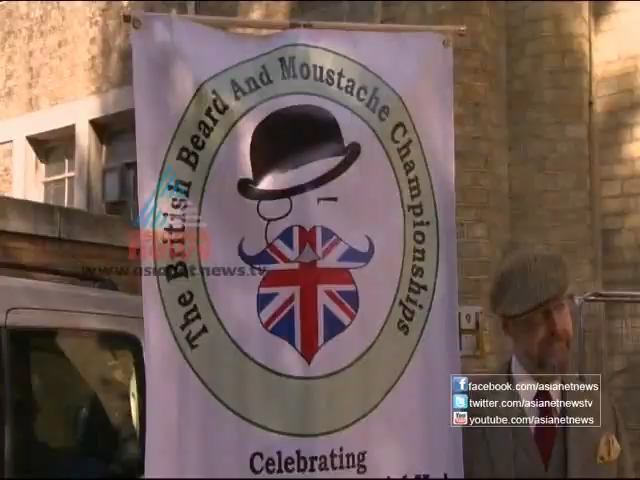 The British Beard And Moustache Championships
www.asianetnews.tv
facebook.com/asianetnews
twitter.com/asianetnewstv
youtube.com/asianetnews
Celebrating